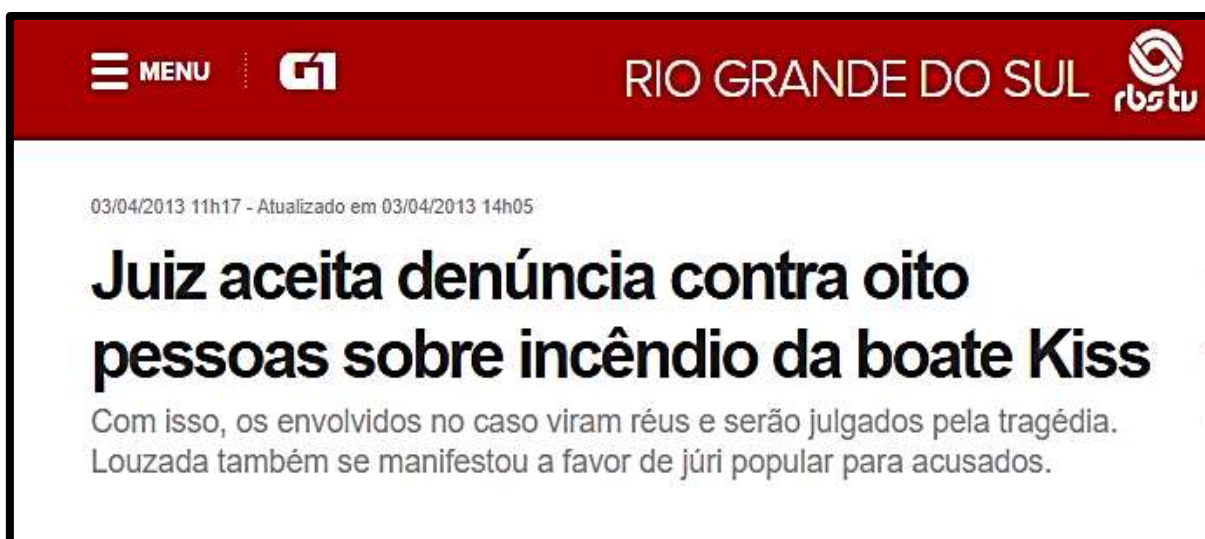 MENU G1 RIO GRANDE DO SUL rbs tv
03/04/2013 11h17 - Atualizado em 03/04/2013 14h05
Juiz aceita denúncia contra oito
pessoas sobre incêndio da boate Kiss
Com isso, os envolvidos no caso viram réus e serão julgados pela tragédia.
Louzada também se manifestou a favor de júri popular para acusados.